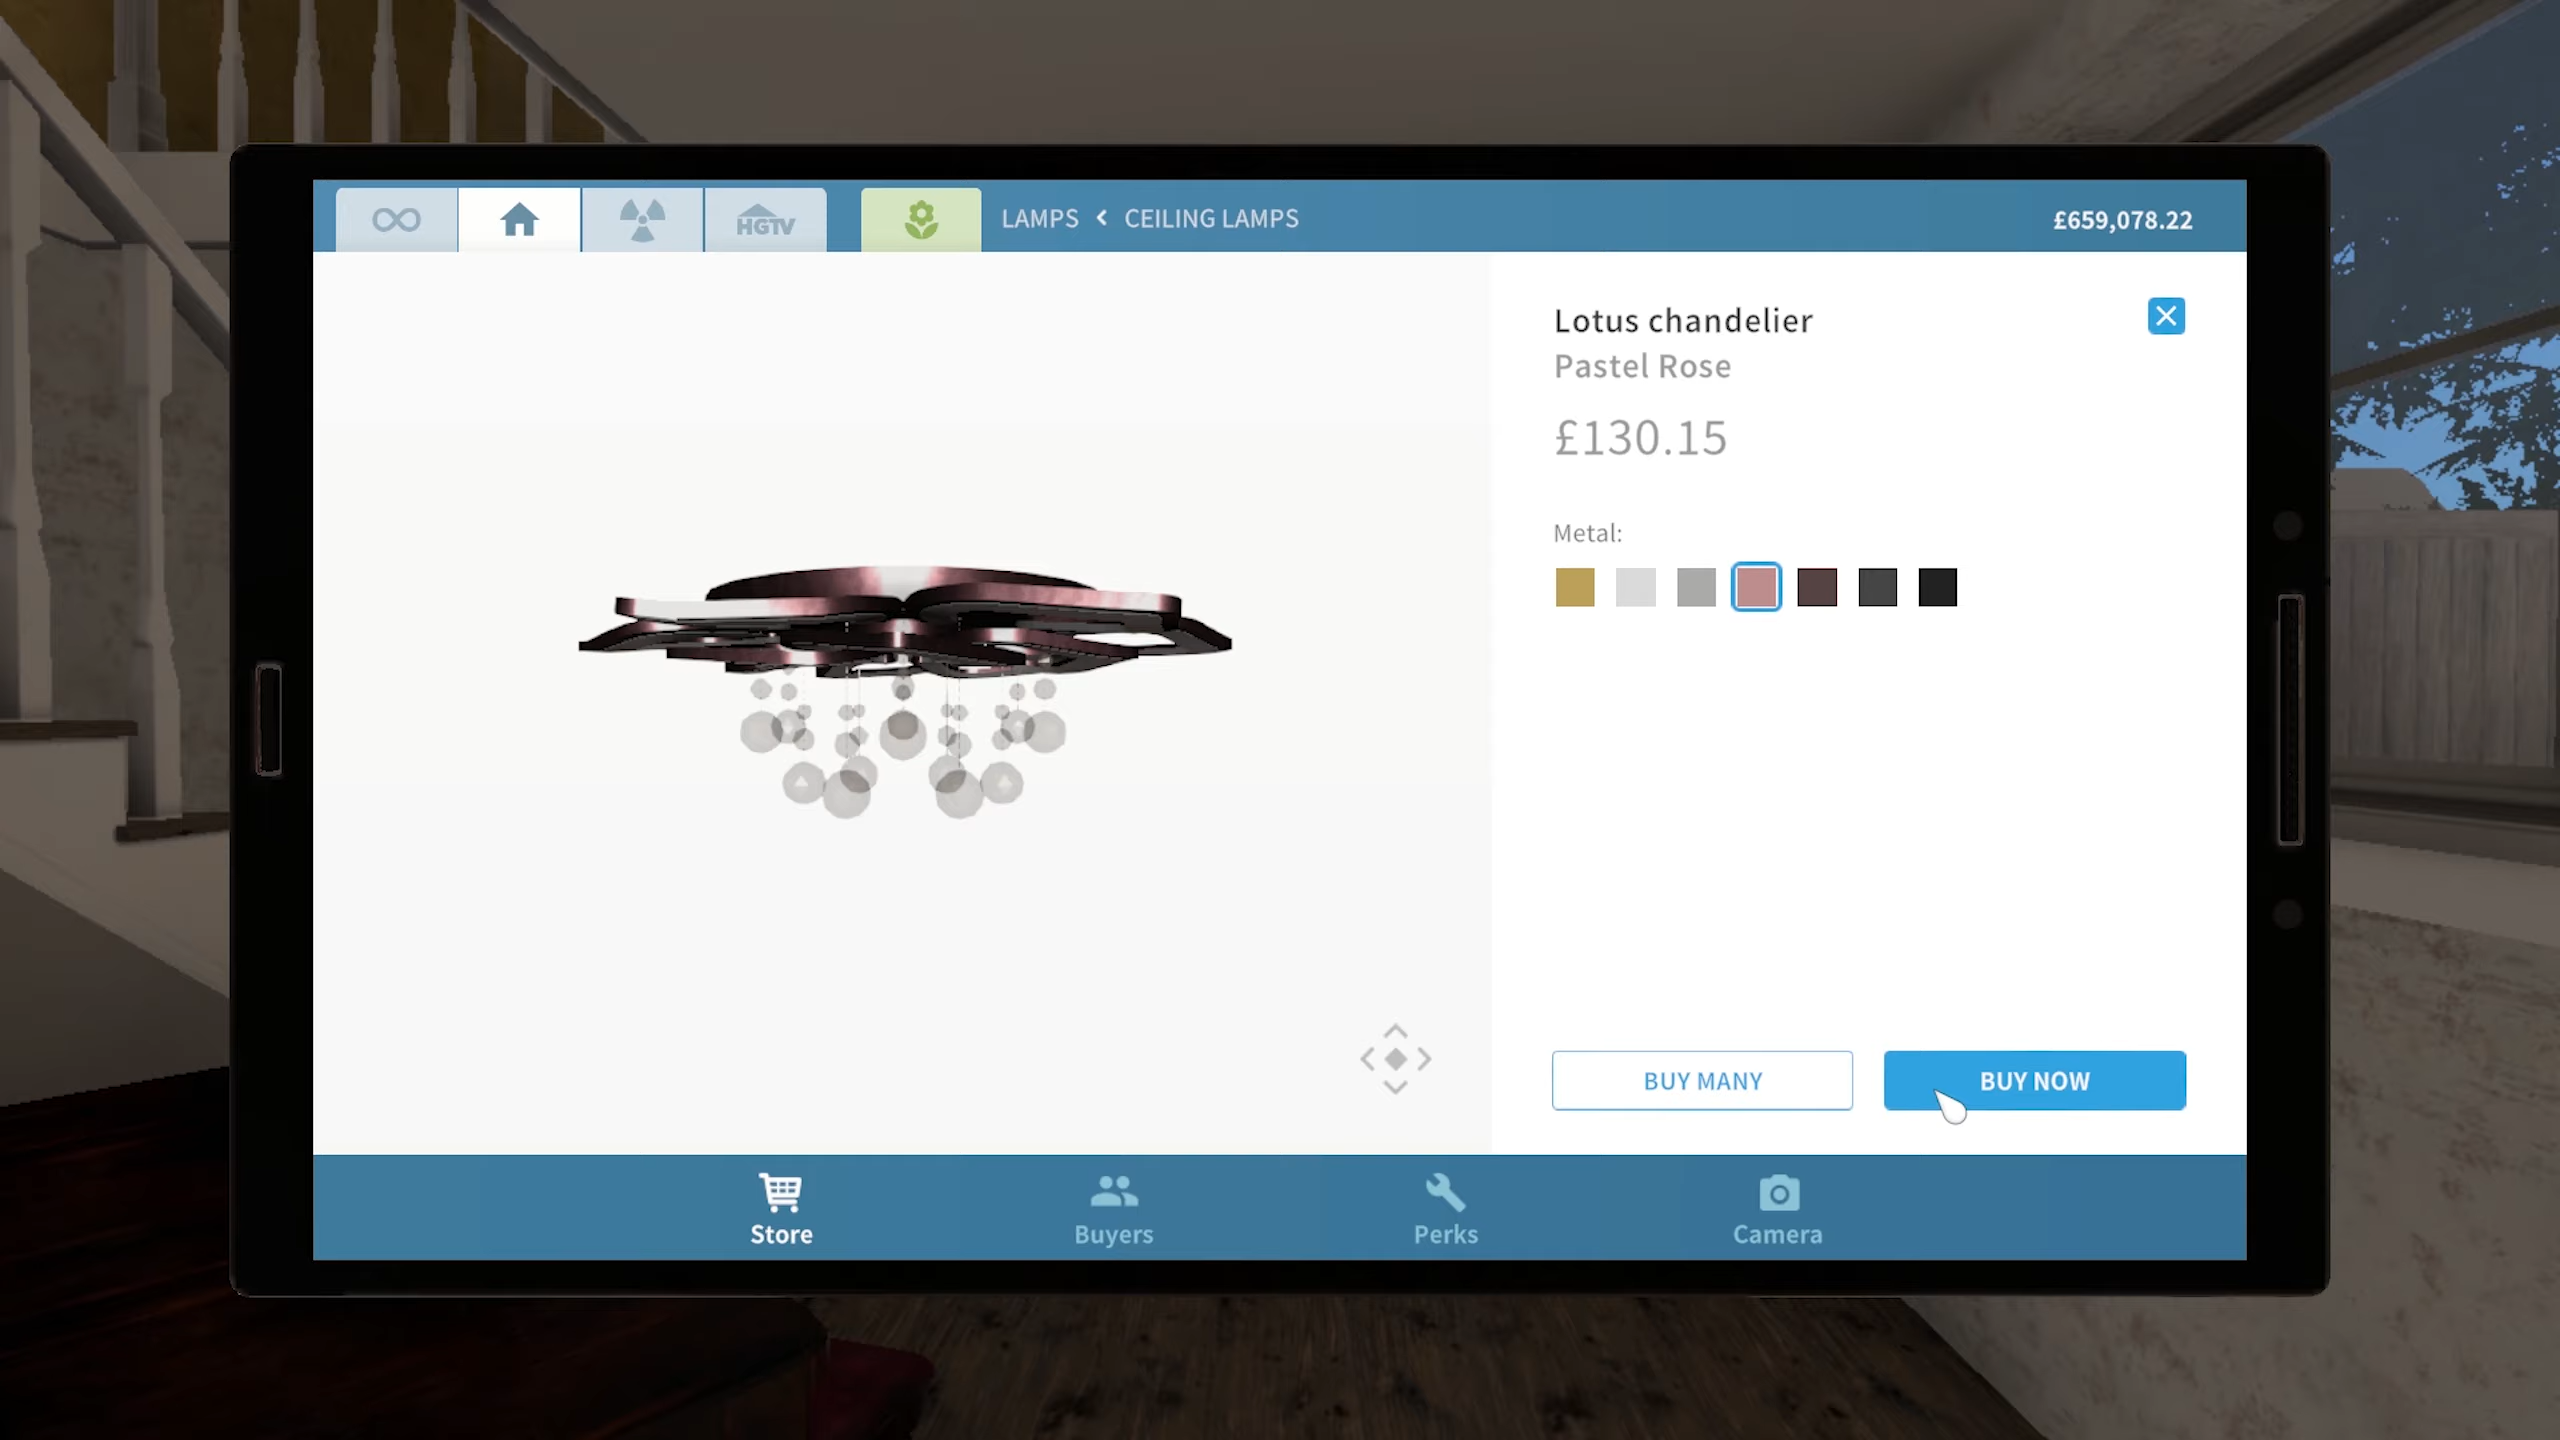 HGTV
LAMPS < CEILING LAMPS
£659,078.22
Lotus chandelier
Pastel Rose
£130.15
Metal:
BUY MANY
BUY NOW
Store
Buyers
Perks
Camera